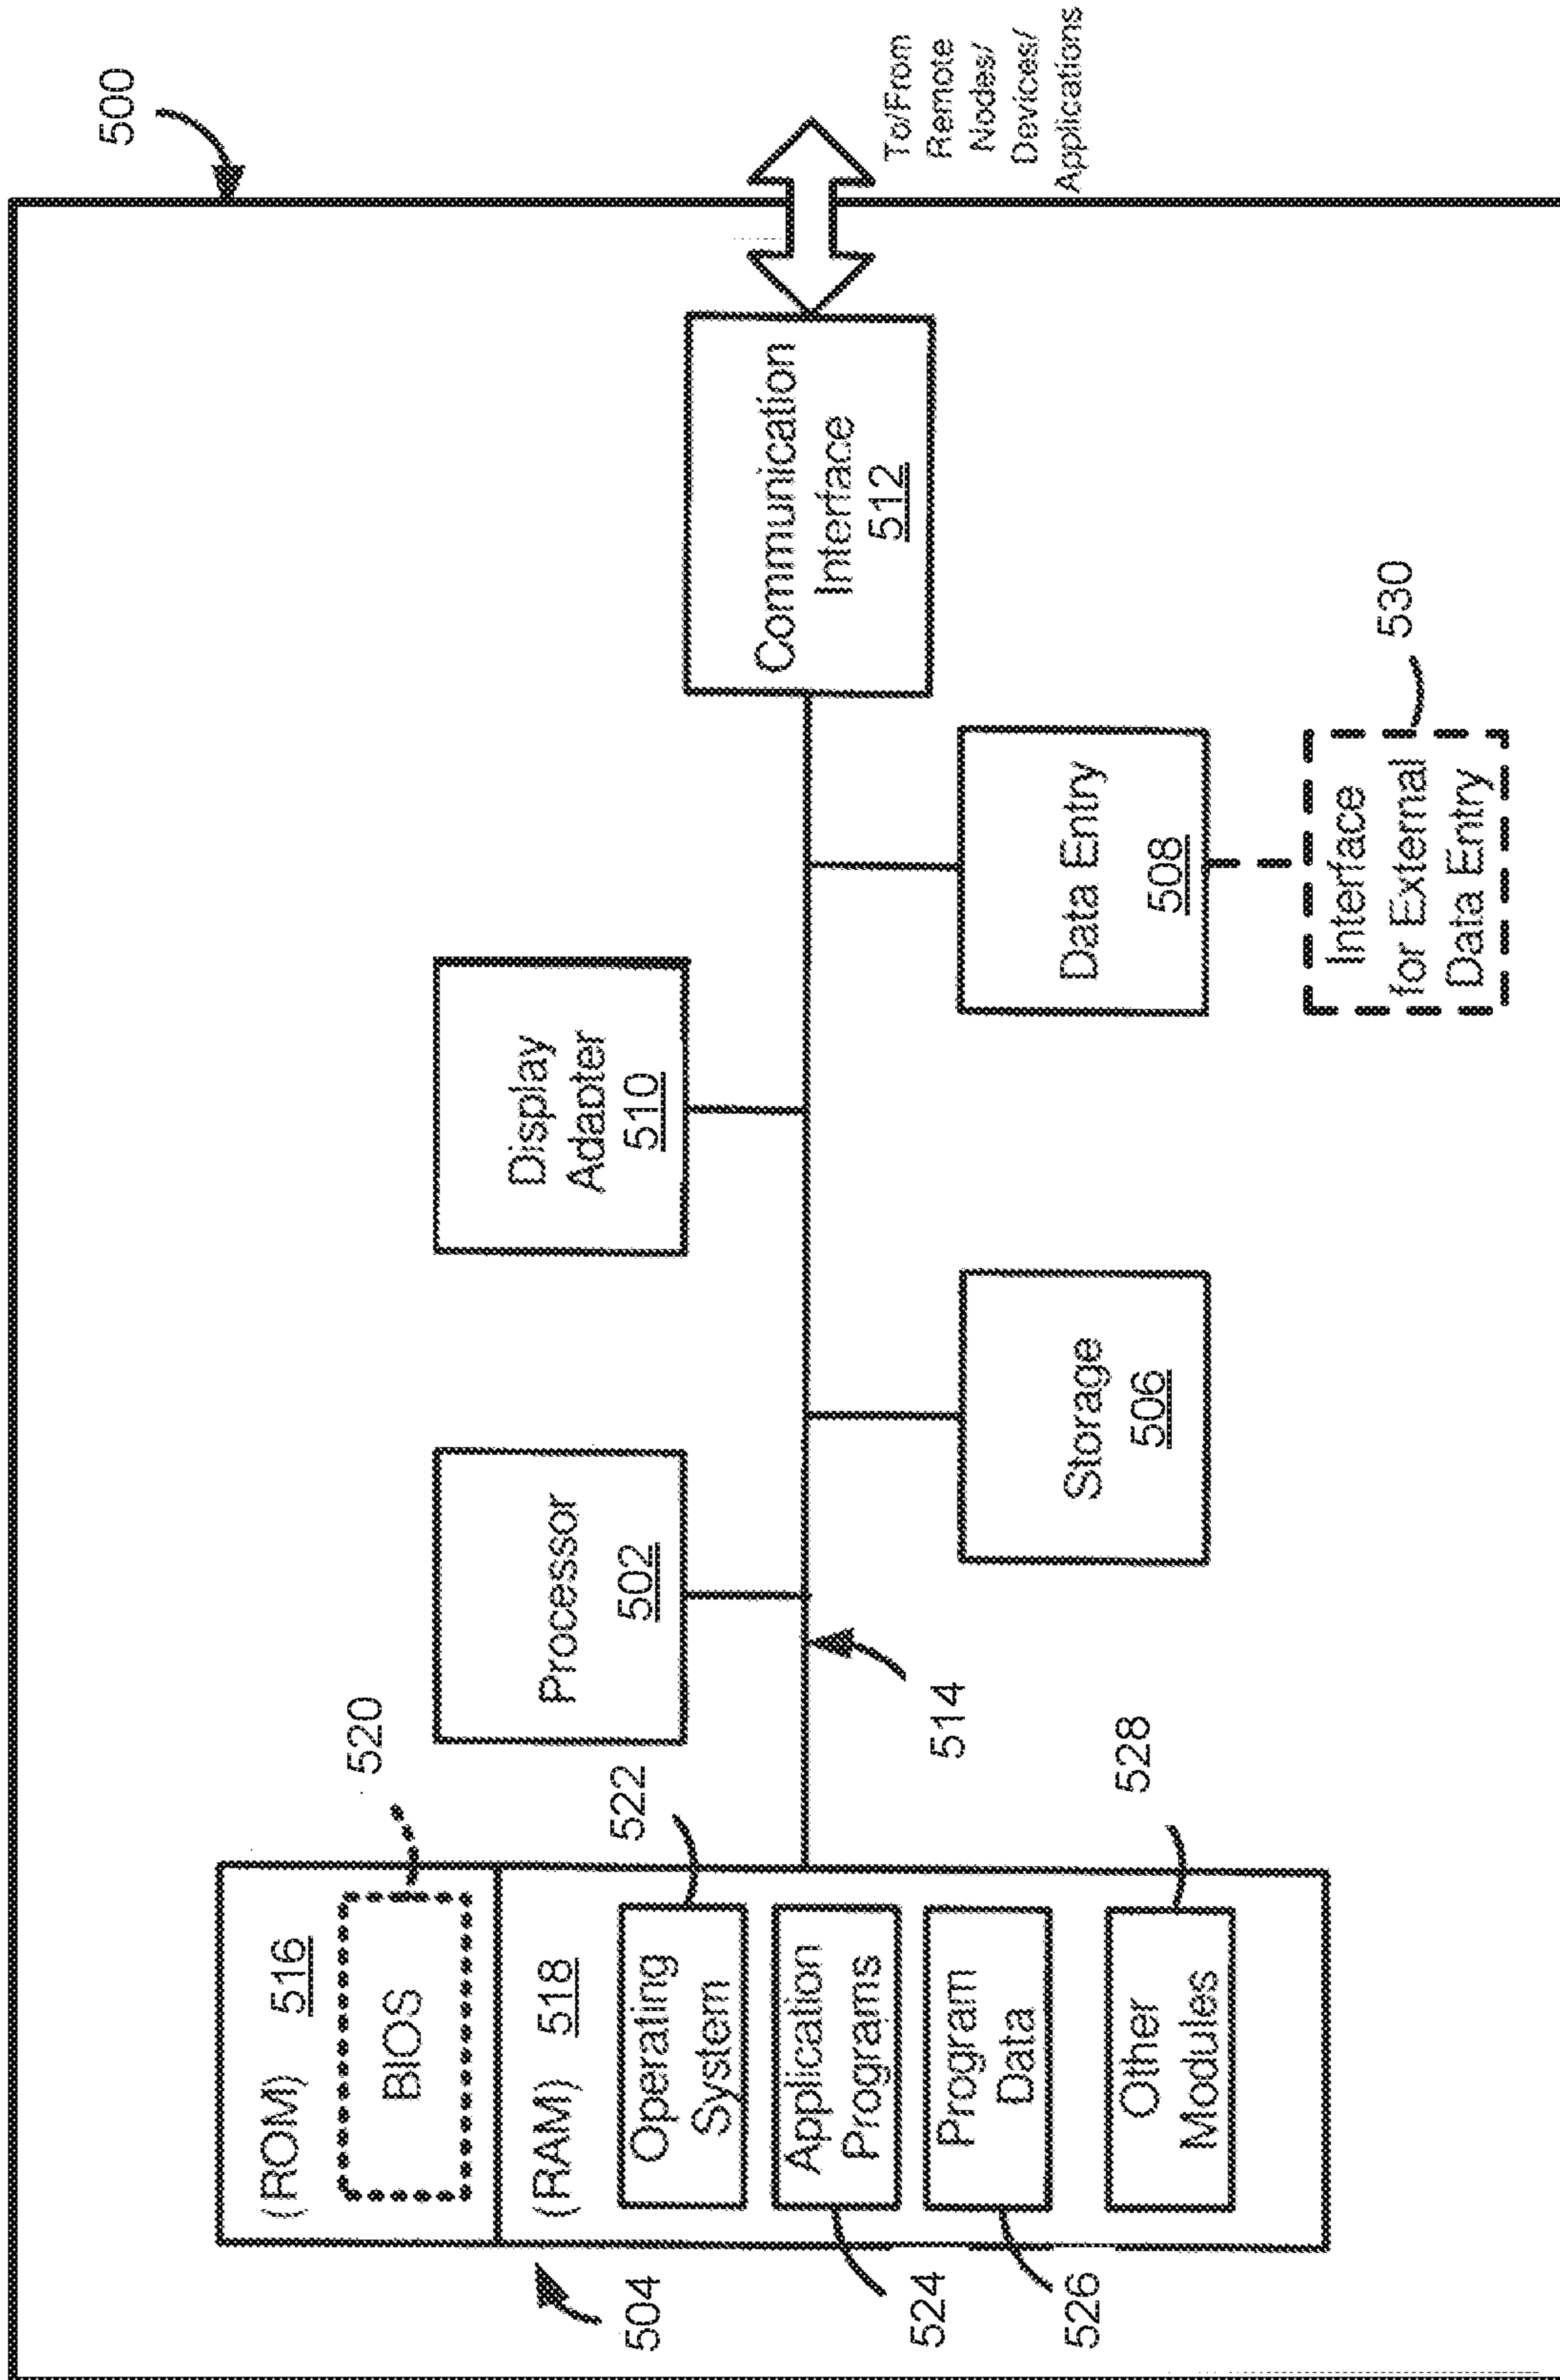 500
(ROM) 516
BIOS
520
(RAM) 518
Operating
System
522
Application
Programs
524
Program
Data
526
Other
Modules
528
504
Processor
502
514
Display
Adapter
510
Storage
506
Data Entry
508
Interface
for External
Data Entry
530
Communication
Interface
512
To/From
Remote
Nodes/
Devices/
Applications